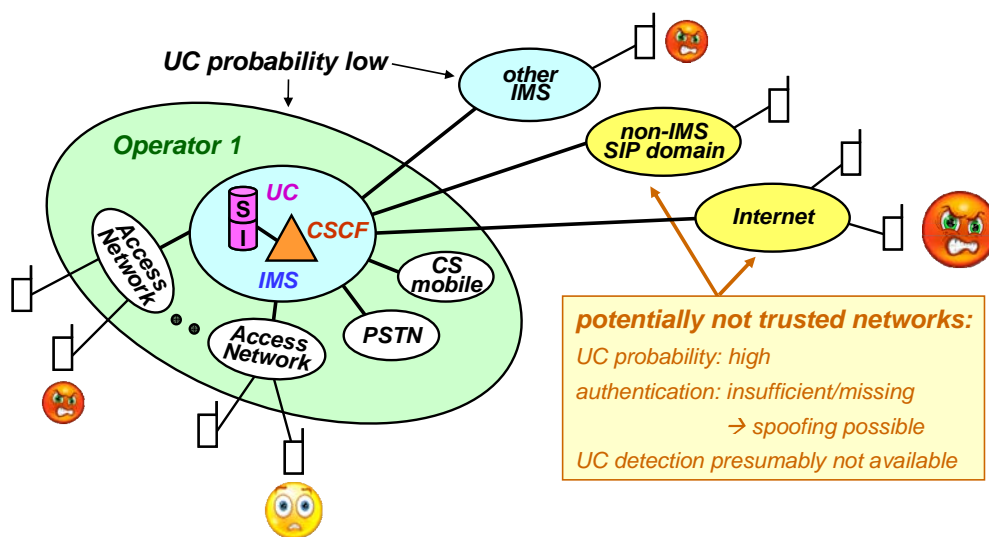 UC probability low
other
IMS
non-IMS
SIP domain
Operator 1
UC
S
I
CSCF
IMS
Internet
Access
Network
CS
mobile
PSTN
Access
Network
potentially not trusted networks:
UC probability: high
authentication: insufficient/missing
→ spoofing possible
UC detection presumably not available